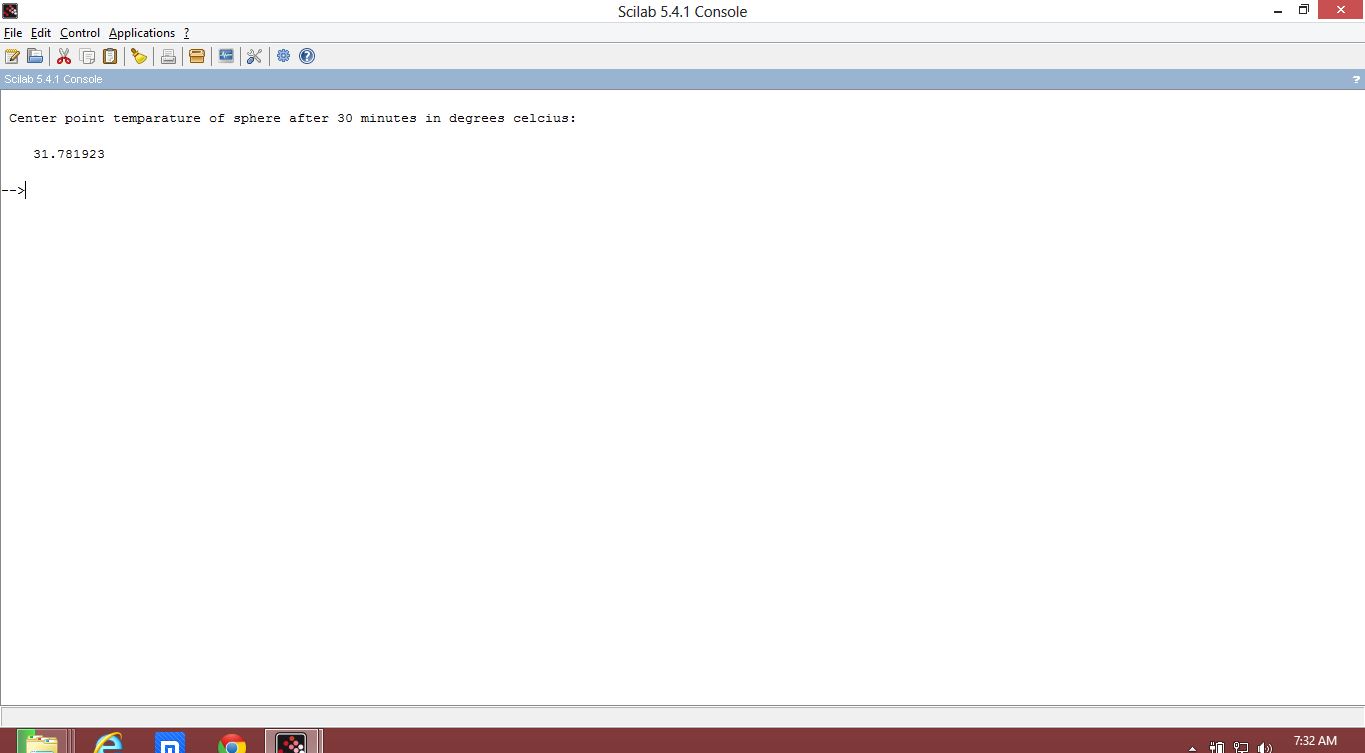 Scilab 5.4.1 Console
File Edit Control Applications ?
Scilab 5.4.1 Console ?
Center point temparature of sphere after 30 minutes in degrees celcius:
31.781923
-->
7:32 AM